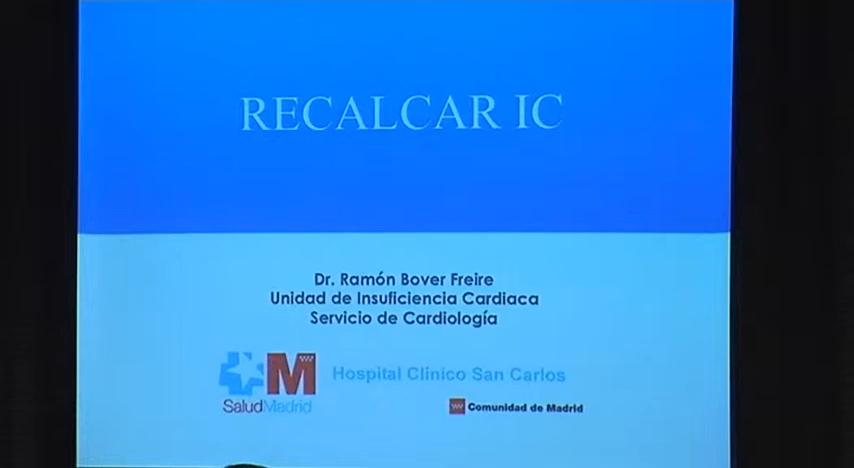 RECALCAR IC
Dr. Ramón Bover Freire
Unidad de Insuficiencia Cardiaca
Servicio de Cardiología
M
Hospital Clínico San Carlos
SaludMadrid
Comunidad de Madrid